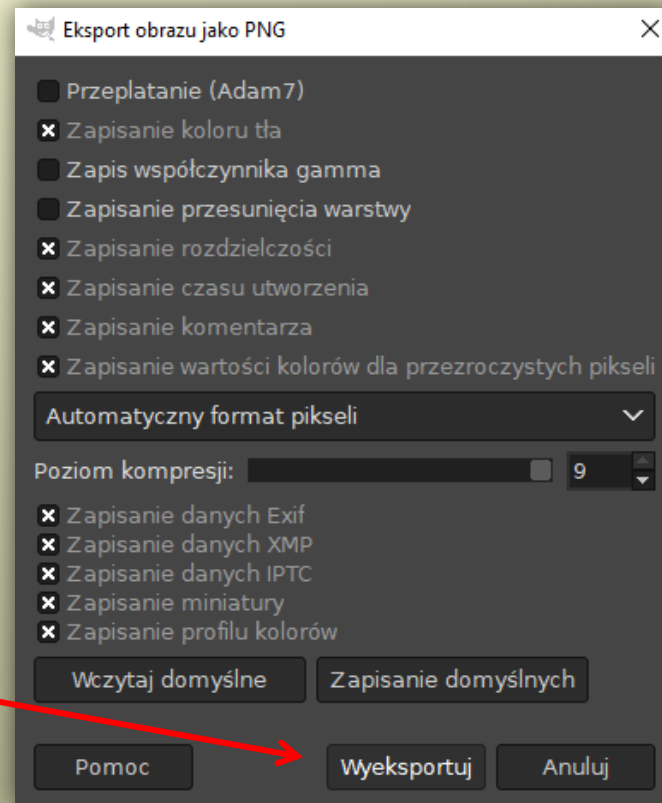 Eksport obrazu jako PNG
Przeplatanie (Adam7)
Zapisanie koloru tła
Zapis współczynnika gamma
Zapisanie przesunięcia warstwy
Zapisanie rozdzielczości
Zapisanie czasu utworzenia
Zapisanie komentarza
Zapisanie wartości kolorów dla przezroczystych pikseli
Automatyczny format pikseli
Poziom kompresji: 9
Zapisanie danych Exif
Zapisanie danych XMP
Zapisanie danych IPTC
Zapisanie miniatury
Zapisanie profilu kolorów
Wczytaj domyślne Zapisanie domyślnych
Pomoc Wyeksportuj Anuluj